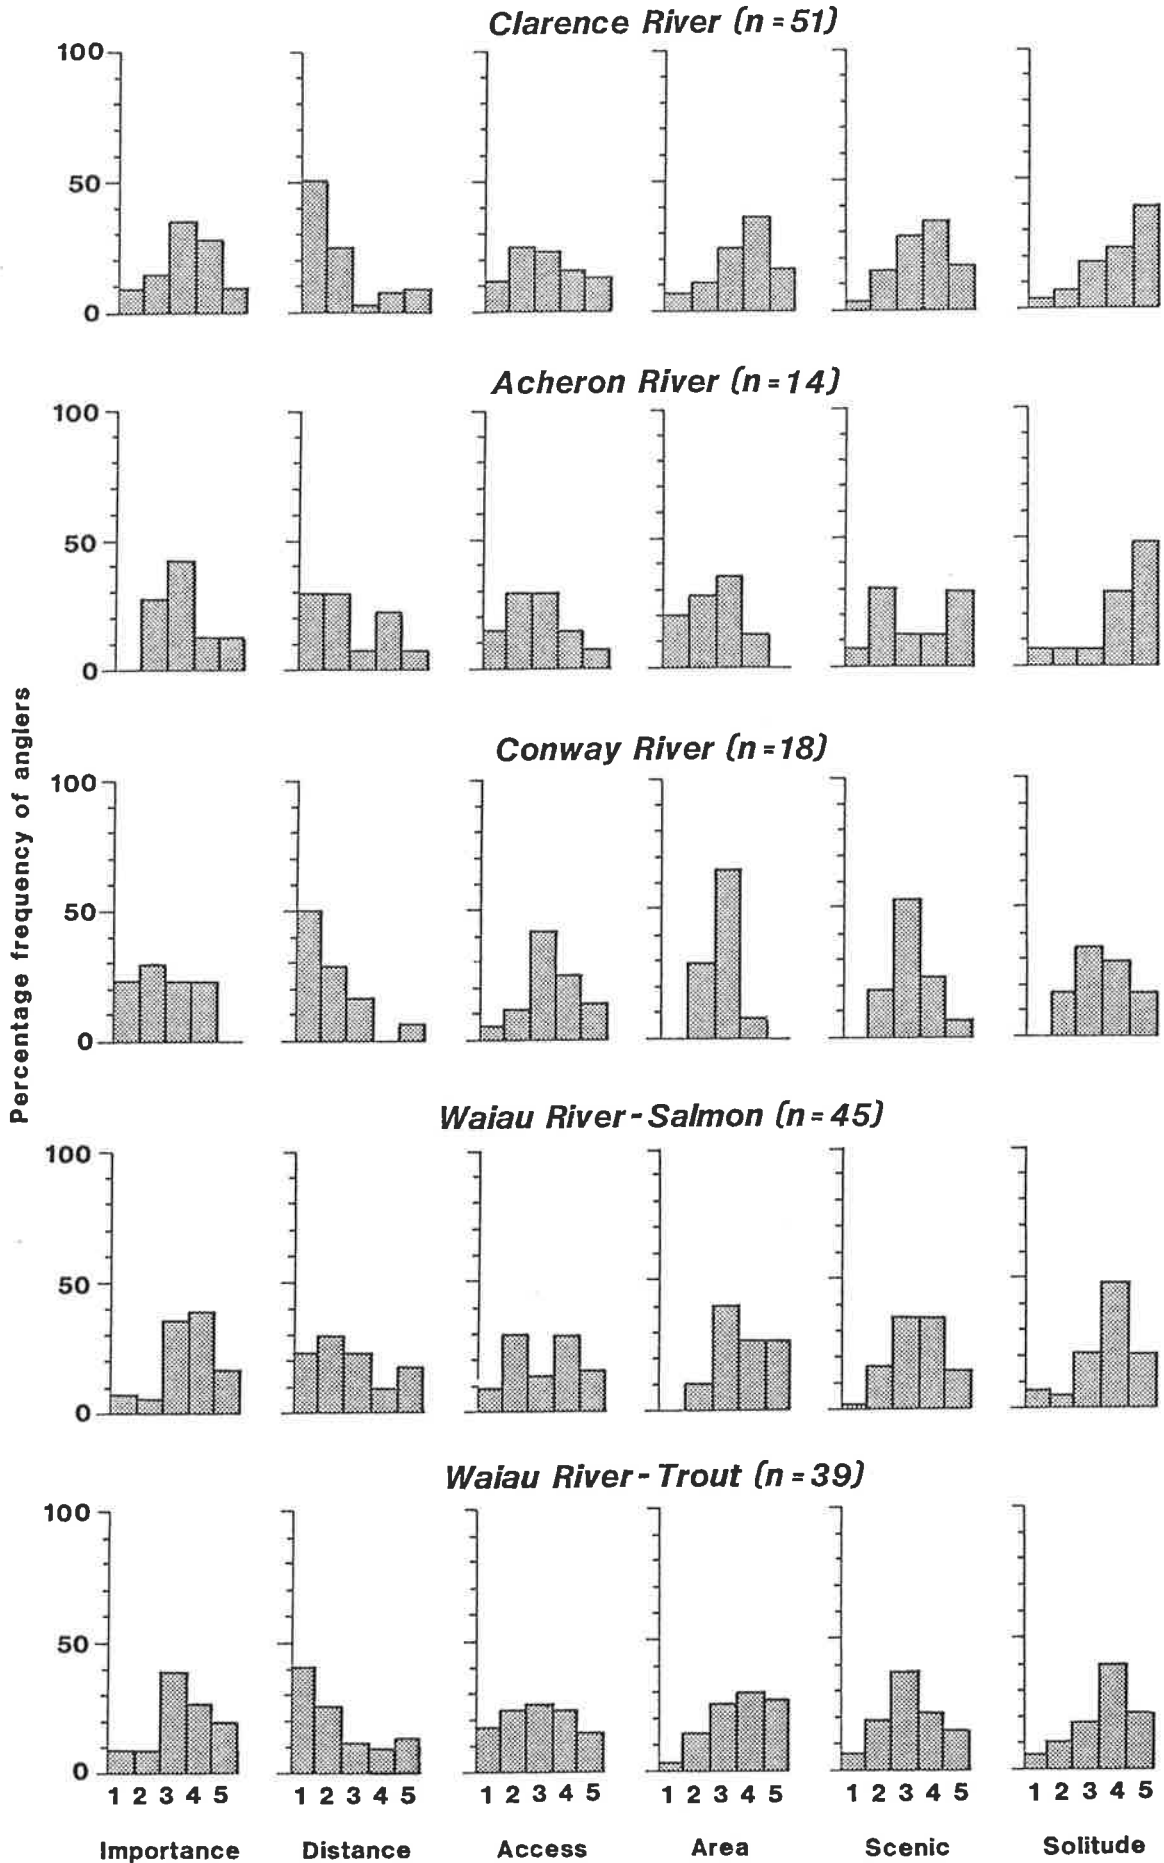 Clarence River (n=51)
100
50
0
Acheron River (n=14)
100
50
0
Conway River (n=18)
100
50
0
Waiau River-Salmon (n=45)
100
50
0
Waiau River-Trout (n=39)
100
50
0
Percentage frequency of anglers
1 2 3 4 5 1 2 3 4 5 1 2 3 4 5 1 2 3 4 5 1 2 3 4 5 1 2 3 4 5
Importance Distance Access Area Scenic Solitude